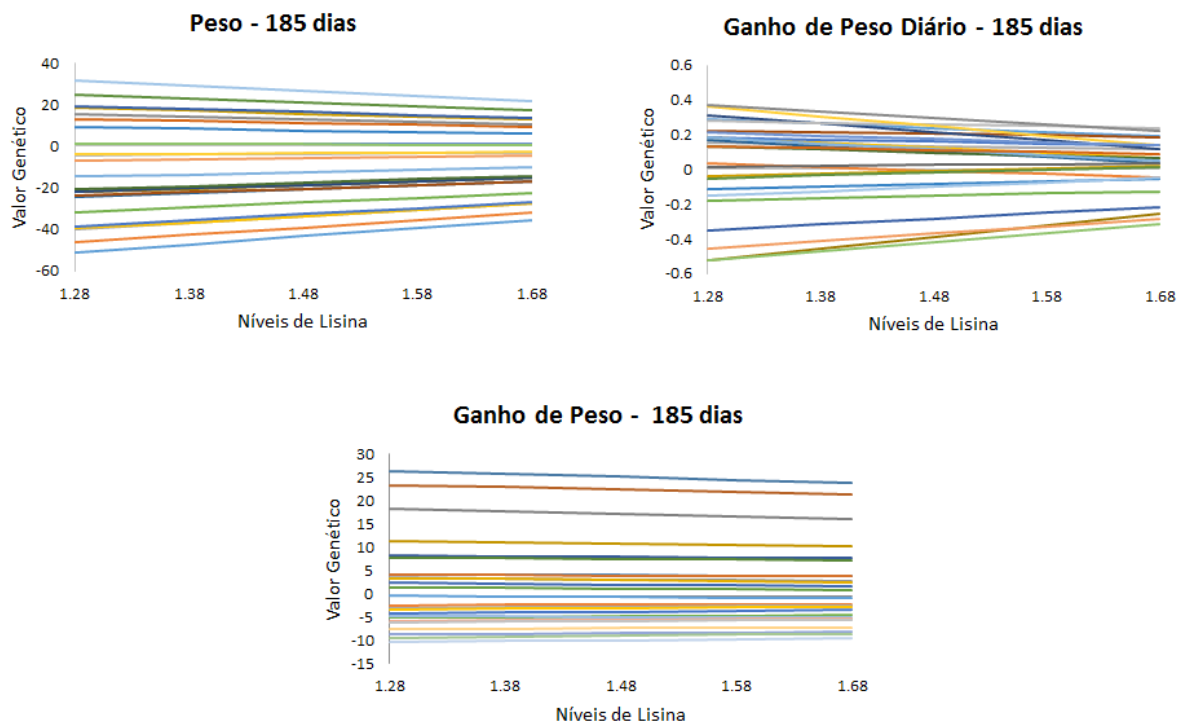 Peso - 185 dias
Valor Genético
40
20
0
-20
-40
-60
1.28 1.38 1.48 1.58 1.68
Níveis de Lisina
Ganho de Peso Diário - 185 dias
Valor Genético
0.6
0.4
0.2
0
-0.2
-0.4
-0.6
1.28 1.38 1.48 1.58 1.68
Níveis de Lisina
Ganho de Peso - 185 dias
Valor Genético
30
25
20
15
10
5
0
-5
-10
-15
1.28 1.38 1.48 1.58 1.68
Níveis de Lisina